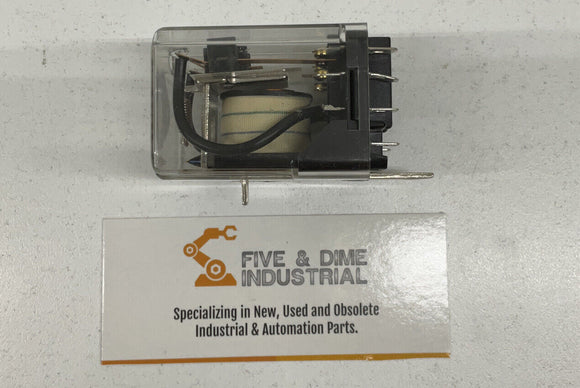 FIVE & DIME
INDUSTRIAL
Specializing in New, Used and Obsolete
Industrial & Automation Parts.